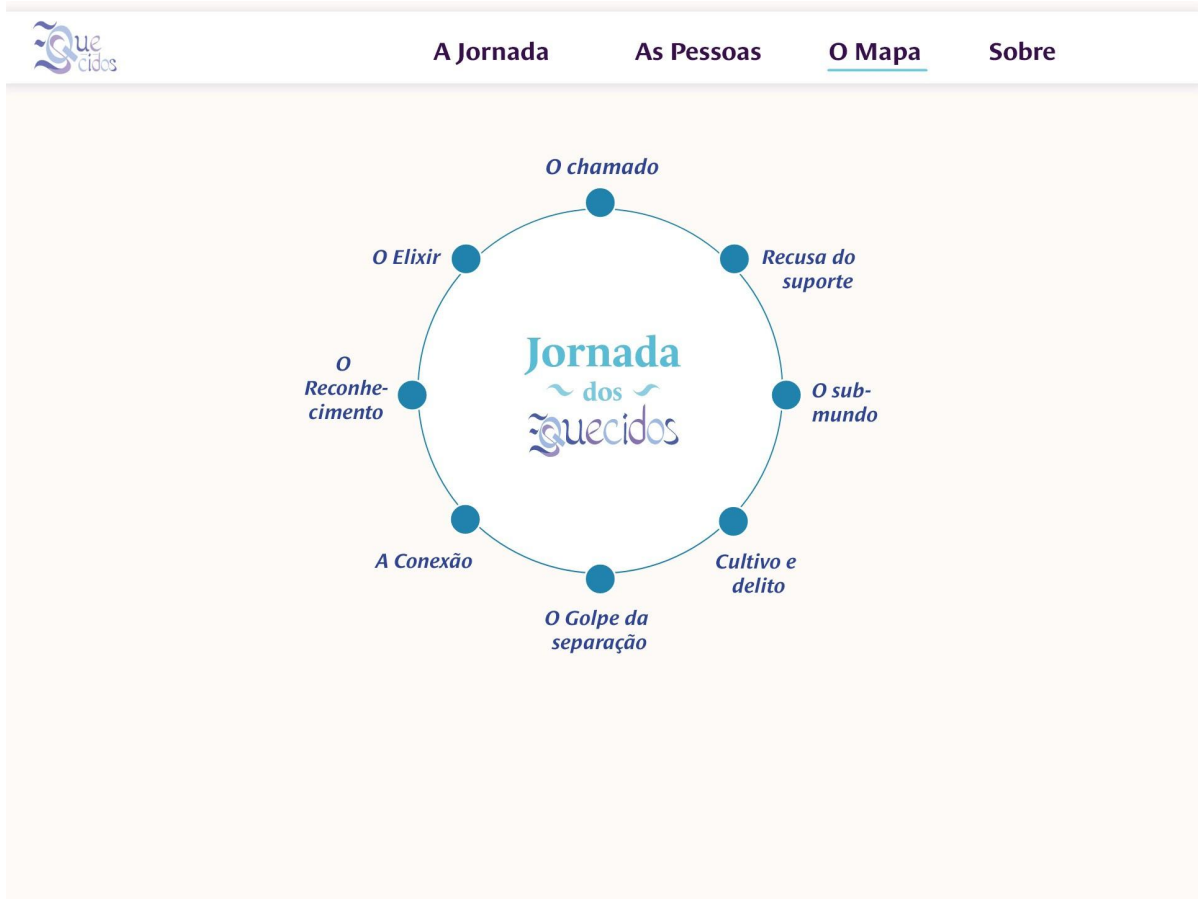 Que
cidos
A Jornada
As Pessoas
O Mapa
Sobre
O chamado
O Elixir
Recusa do
suporte
Jornada
dos
Quecidos
O
Reconhe-
cimento
O sub-
mundo
A Conexão
Cultivo e
delito
O Golpe da
separação